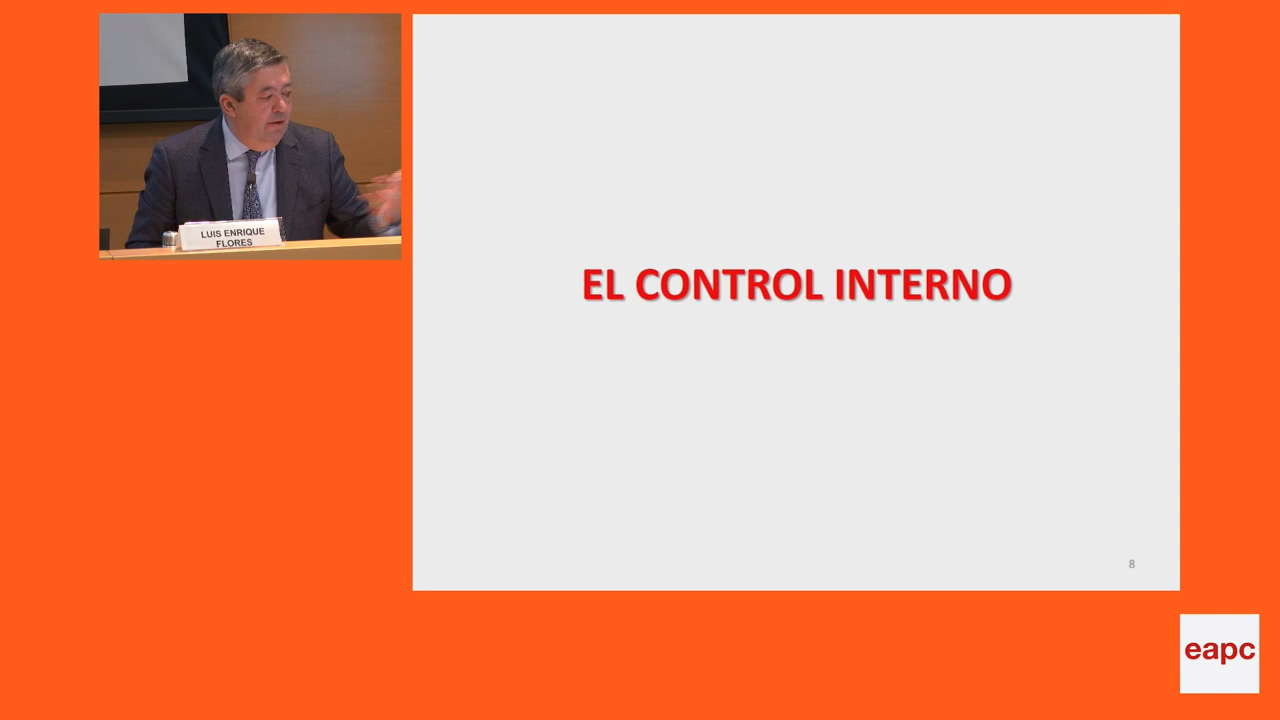 LUIS ENRIQUE
FLORES
EL CONTROL INTERNO
8
eapc